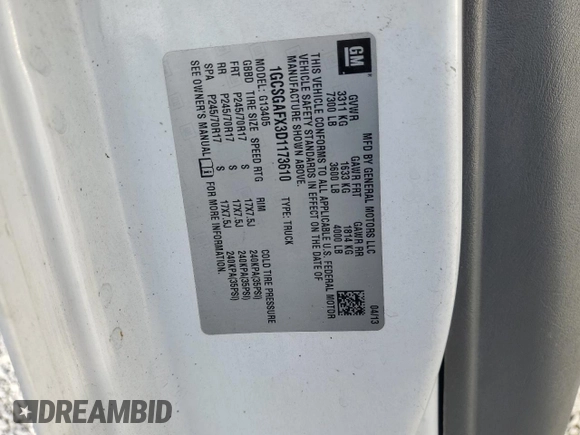 GM
MFD BY GENERAL MOTORS LLC
04/13
GVWR GAWR FRT GAWR RR
3311 KG 1633 KG 1814 KG
7300 LB 3600 LB 4000 LB
THIS VEHICLE CONFORMS TO ALL APPLICABLE U.S. FEDERAL MOTOR
VEHICLE SAFETY STANDARDS IN EFFECT ON THE DATE OF
MANUFACTURE SHOWN ABOVE.
1GCSGAFX3D1173610 TYPE: TRUCK
MODEL: G13405
GBBD TIRE SIZE SPEED RTG RIM COLD TIRE PRESSURE
FRT P245/70R17 S 17X7.5J 240KPA(35PSI)
RR P245/70R17 S 17X7.5J 240KPA(35PSI)
SPA P245/70R17 S 17X7.5J 240KPA(35PSI)
SEE OWNER'S MANUAL FOR MORE INFORMATION.
DREAMBID